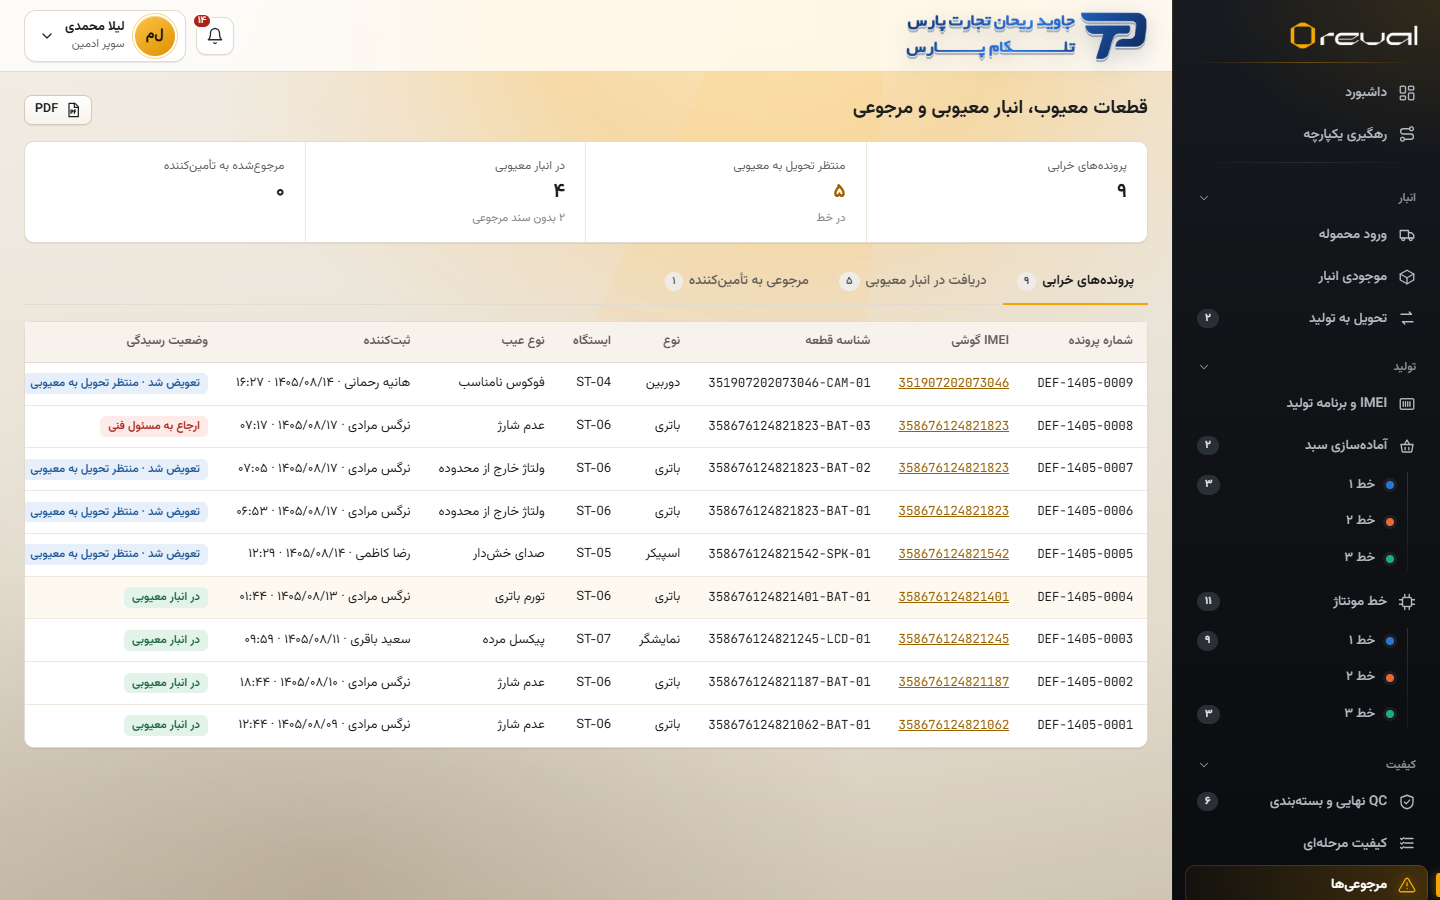 reval
داشبورد
رهگیری یکپارچه
انبار
ورود محموله
موجودی انبار
تحویل به تولید ۲
تولید
IMEI و برنامه تولید
آماده‌سازی سبد ۲
خط ۱ ۳
خط ۲
خط ۳
خط مونتاژ ۱۱
خط ۱ ۹
خط ۲
خط ۳ ۳
کیفیت
QC نهایی و بسته‌بندی ۶
کیفیت مرحله‌ای
مرجوعی‌ها
جاوید ریحان تجارت پارس
تلـــکام پـــارس
۱۴
ل‌م
لیلا محمدی
سوپر ادمین
قطعات معیوب، انبار معیوبی و مرجوعی
PDF
پرونده‌های خرابی
۹
منتظر تحویل به معیوبی
۵
در خط
در انبار معیوبی
۴
۲ بدون سند مرجوعی
مرجوع‌شده به تأمین‌کننده
۰
پرونده‌های خرابی ۹ دریافت در انبار معیوبی ۵ مرجوعی به تأمین‌کننده ۱
شماره پرونده IMEI گوشی شناسه قطعه نوع ایستگاه نوع عیب ثبت‌کننده وضعیت رسیدگی
DEF-1405-0009 351907202073046 351907202073046-CAM-01 دوربین ST-04 فوکوس نامناسب هانیه رحمانی · ۱۴۰۵/۰۸/۱۴ · ۱۶:۲۷ تعویض شد · منتظر تحویل به معیوبی
DEF-1405-0008 358676124821823 358676124821823-BAT-03 باتری ST-06 عدم شارژ نرگس مرادی · ۱۴۰۵/۰۸/۱۷ · ۰۷:۱۷ ارجاع به مسئول فنی
DEF-1405-0007 358676124821823 358676124821823-BAT-02 باتری ST-06 ولتاژ خارج از محدوده نرگس مرادی · ۱۴۰۵/۰۸/۱۷ · ۰۷:۰۵ تعویض شد · منتظر تحویل به معیوبی
DEF-1405-0006 358676124821823 358676124821823-BAT-01 باتری ST-06 ولتاژ خارج از محدوده نرگس مرادی · ۱۴۰۵/۰۸/۱۷ · ۰۶:۵۳ تعویض شد · منتظر تحویل به معیوبی
DEF-1405-0005 358676124821542 358676124821542-SPK-01 اسپیکر ST-05 صدای خش‌دار رضا کاظمی · ۱۴۰۵/۰۸/۱۴ · ۱۲:۲۹ تعویض شد · منتظر تحویل به معیوبی
DEF-1405-0004 358676124821401 358676124821401-BAT-01 باتری ST-06 تورم باتری نرگس مرادی · ۱۴۰۵/۰۸/۱۳ · ۰۱:۴۴ در انبار معیوبی
DEF-1405-0003 358676124821245 358676124821245-LCD-01 نمایشگر ST-07 پیکسل مرده سعید باقری · ۱۴۰۵/۰۸/۱۱ · ۰۹:۵۹ در انبار معیوبی
DEF-1405-0002 358676124821187 358676124821187-BAT-01 باتری ST-06 عدم شارژ نرگس مرادی · ۱۴۰۵/۰۸/۱۰ · ۱۸:۴۴ در انبار معیوبی
DEF-1405-0001 358676124821062 358676124821062-BAT-01 باتری ST-06 عدم شارژ نرگس مرادی · ۱۴۰۵/۰۸/۰۹ · ۱۲:۴۴ در انبار معیوبی